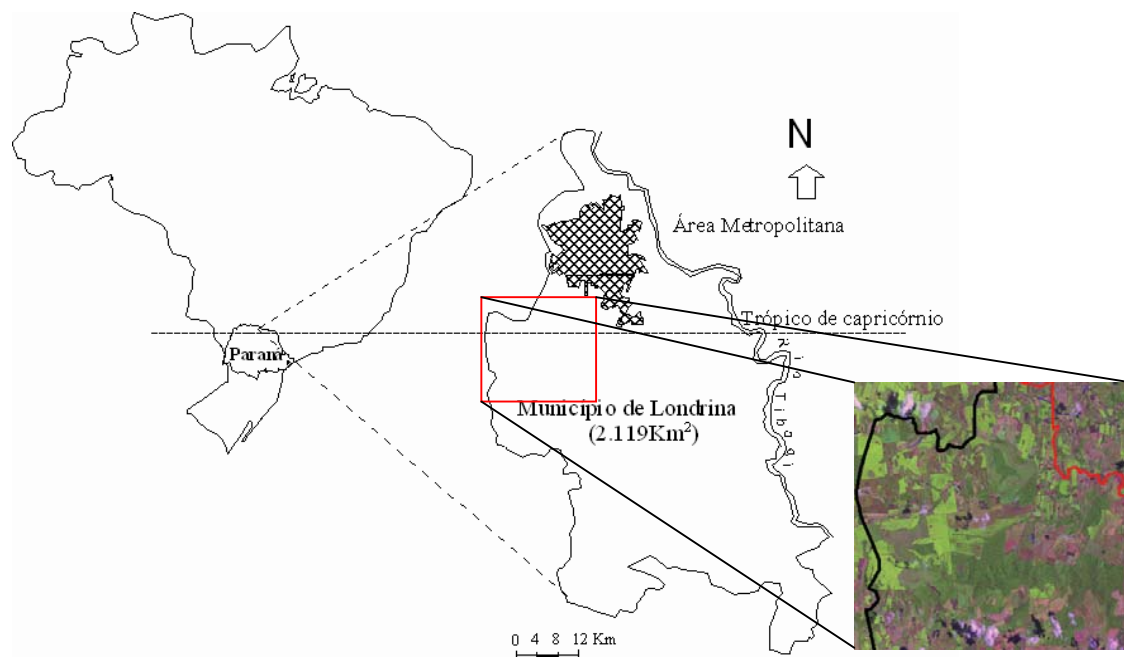 N
Área Metropolitana
Trópico de capricórnio
Paraná
Rio Tibagi
Município de Londrina
(2.119Km²)
0 4 8 12 Km